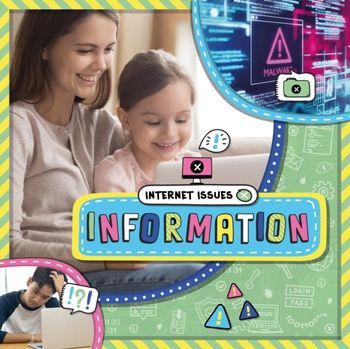 MALWARE
!
INTERNET ISSUES
INFORMATION
!?!
LOGIN
PASS